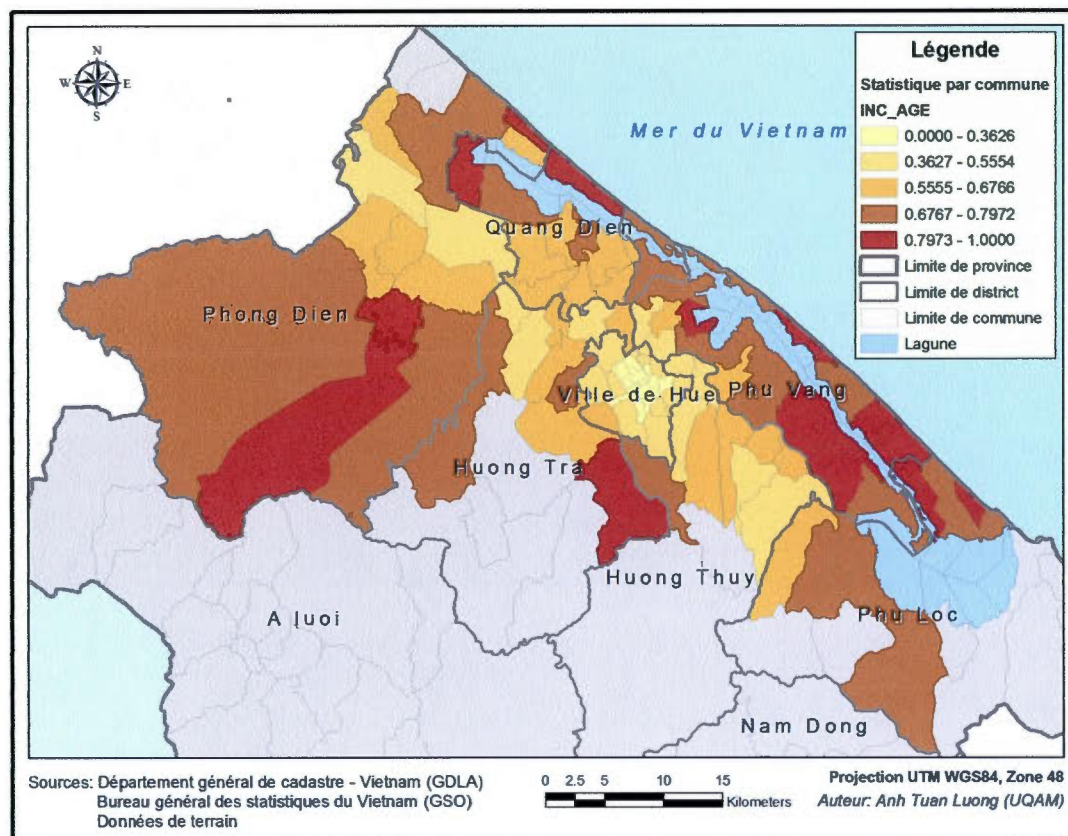 N
W E
S
Légende
Statistique par commune
INC_AGE
0.0000 - 0.3626
0.3627 - 0.5554
0.5555 - 0.6766
0.6767 - 0.7972
0.7973 - 1.0000
Limite de province
Limite de district
Limite de commune
Lagune
Mer du Vietnam
Quang Dien
Phong Dien
Ville de Hue
Phu Vang
Huong Tra
Huong Thuy
A luoi
Phu Loc
Nam Dong
Sources: Département général de cadastre - Vietnam (GDLA)
Bureau général des statistiques du Vietnam (GSO)
Données de terrain
0 2.5 5 10 15
Kilometers
Projection UTM WGS84, Zone 48
Auteur: Anh Tuan Luong (UQAM)